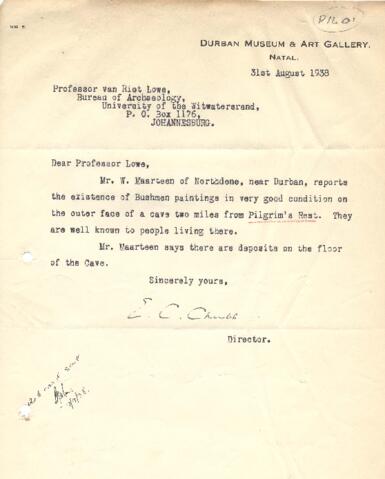 DURBAN MUSEUM & ART GALLERY.
NATAL.
31st August 1938
Professor van Riet Lowe,
Bureau of Archaeology,
University of the Witwatersrand,
P. O. Box 1176,
JOHANNESBURG.
Dear Professor Lowe,
Mr. W. Maarteen of Northdene, near Durban, reports
the existence of Bushmen paintings in very good condition on
the outer face of a cave two miles from Pilgrim's Rest. They
are well known to people living there.
Mr. Maarteen says there are deposits on the floor
of the Cave.
Sincerely yours,
E. C. Chubb
Director.